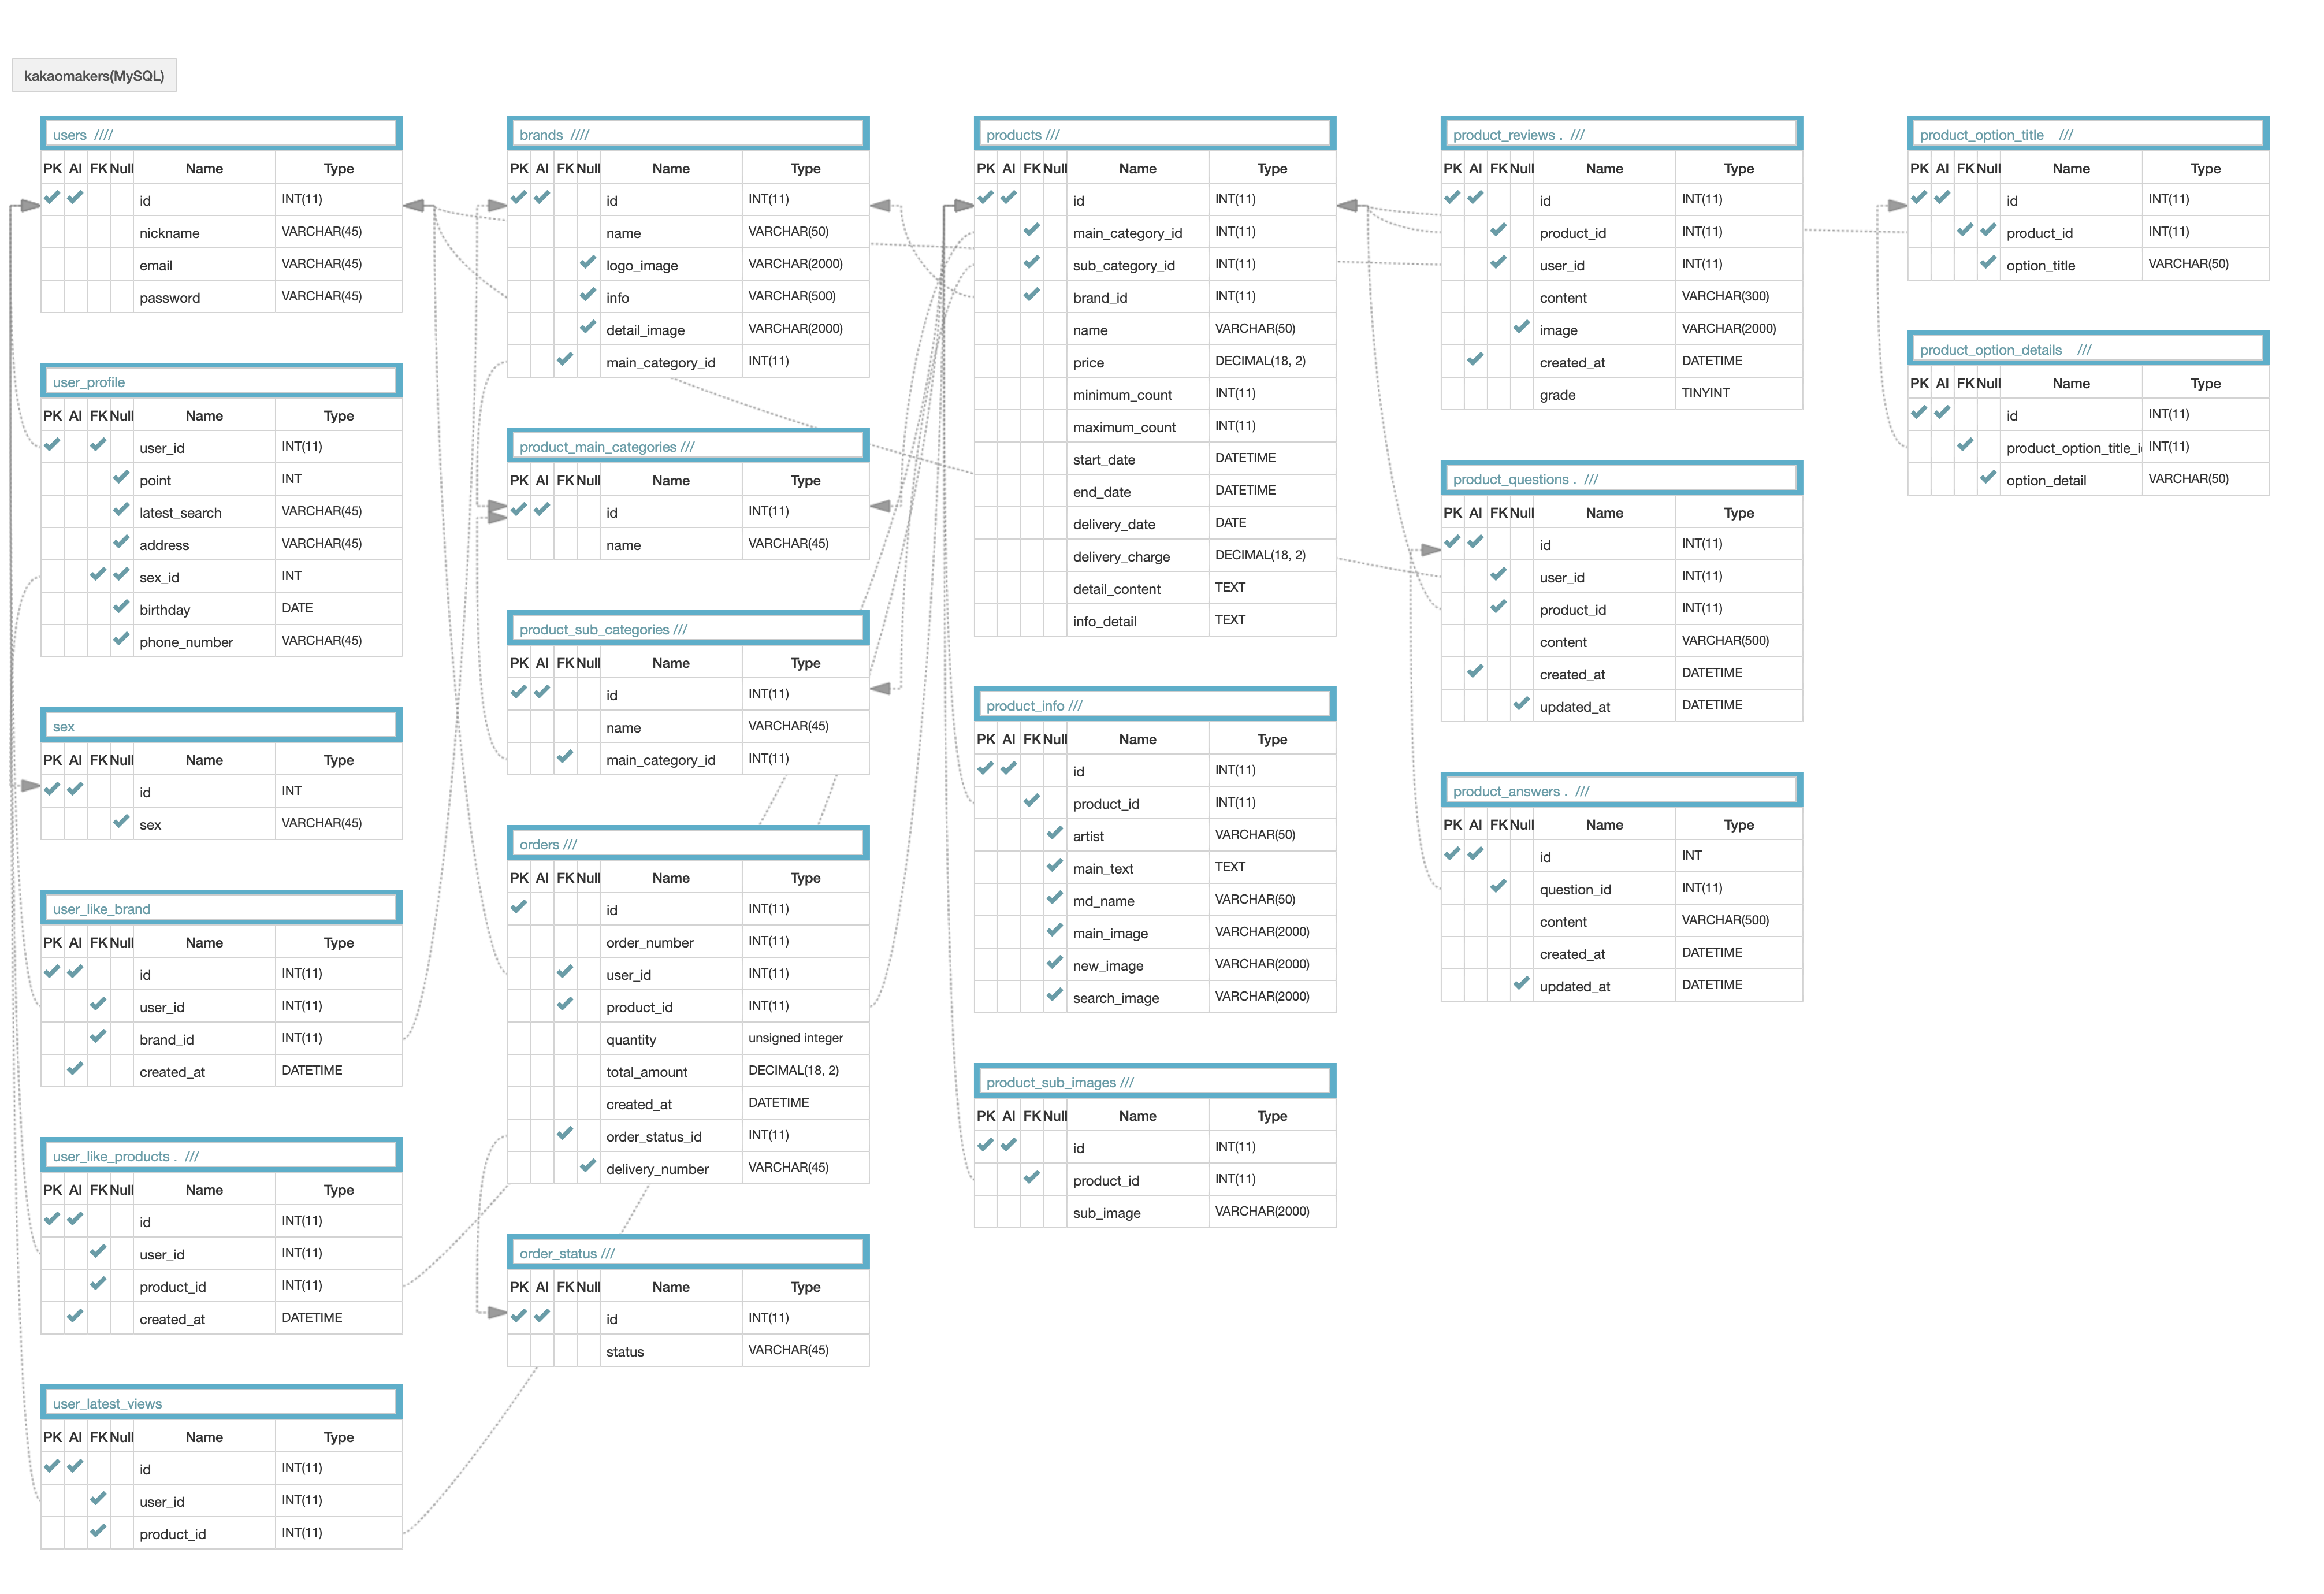 kakaomakers(MySQL)
users ////
PK AI FK Null Name Type
id INT(11)
nickname VARCHAR(45)
email VARCHAR(45)
password VARCHAR(45)
user_profile
PK AI FK Null Name Type
user_id INT(11)
point INT
latest_search VARCHAR(45)
address VARCHAR(45)
sex_id INT
birthday DATE
phone_number VARCHAR(45)
sex
PK AI FK Null Name Type
id INT
sex VARCHAR(45)
user_like_brand
PK AI FK Null Name Type
id INT(11)
user_id INT(11)
brand_id INT(11)
created_at DATETIME
user_like_products . ///
PK AI FK Null Name Type
id INT(11)
user_id INT(11)
product_id INT(11)
created_at DATETIME
user_latest_views
PK AI FK Null Name Type
id INT(11)
user_id INT(11)
product_id INT(11)
brands ////
PK AI FK Null Name Type
id INT(11)
name VARCHAR(50)
logo_image VARCHAR(2000)
info VARCHAR(500)
detail_image VARCHAR(2000)
main_category_id INT(11)
product_main_categories ///
PK AI FK Null Name Type
id INT(11)
name VARCHAR(45)
product_sub_categories ///
PK AI FK Null Name Type
id INT(11)
name VARCHAR(45)
main_category_id INT(11)
orders ///
PK AI FK Null Name Type
id INT(11)
order_number INT(11)
user_id INT(11)
product_id INT(11)
quantity unsigned integer
total_amount DECIMAL(18, 2)
created_at DATETIME
order_status_id INT(11)
delivery_number VARCHAR(45)
order_status ///
PK AI FK Null Name Type
id INT(11)
status VARCHAR(45)
products ///
PK AI FK Null Name Type
id INT(11)
main_category_id INT(11)
sub_category_id INT(11)
brand_id INT(11)
name VARCHAR(50)
price DECIMAL(18, 2)
minimum_count INT(11)
maximum_count INT(11)
start_date DATETIME
end_date DATETIME
delivery_date DATE
delivery_charge DECIMAL(18, 2)
detail_content TEXT
info_detail TEXT
product_info ///
PK AI FK Null Name Type
id INT(11)
product_id INT(11)
artist VARCHAR(50)
main_text TEXT
md_name VARCHAR(50)
main_image VARCHAR(2000)
new_image VARCHAR(2000)
search_image VARCHAR(2000)
product_sub_images ///
PK AI FK Null Name Type
id INT(11)
product_id INT(11)
sub_image VARCHAR(2000)
product_reviews . ///
PK AI FK Null Name Type
id INT(11)
product_id INT(11)
user_id INT(11)
content VARCHAR(300)
image VARCHAR(2000)
created_at DATETIME
grade TINYINT
product_questions . ///
PK AI FK Null Name Type
id INT(11)
user_id INT(11)
product_id INT(11)
content VARCHAR(500)
created_at DATETIME
updated_at DATETIME
product_answers . ///
PK AI FK Null Name Type
id INT
question_id INT(11)
content VARCHAR(500)
created_at DATETIME
updated_at DATETIME
product_option_title ///
PK AI FK Null Name Type
id INT(11)
product_id INT(11)
option_title VARCHAR(50)
product_option_details ///
PK AI FK Null Name Type
id INT(11)
product_option_title_i INT(11)
option_detail VARCHAR(50)